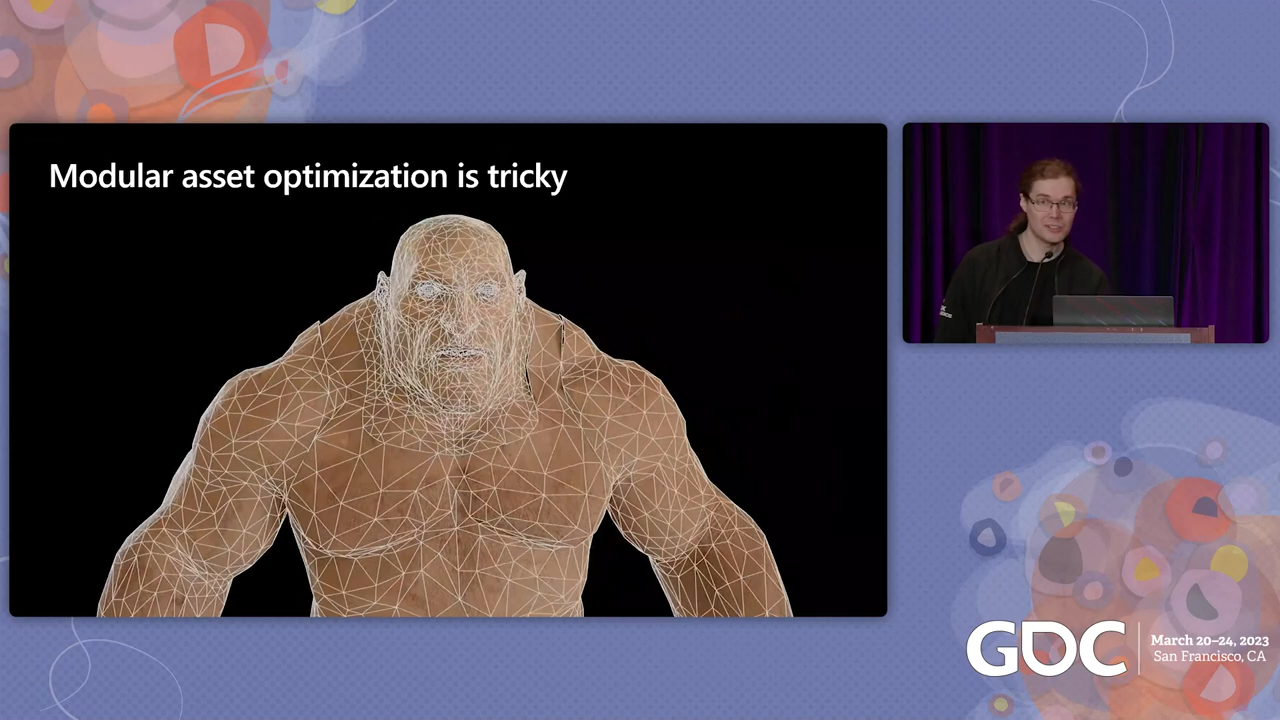 Modular asset optimization is tricky
GDC
March 20–24, 2023
San Francisco, CA